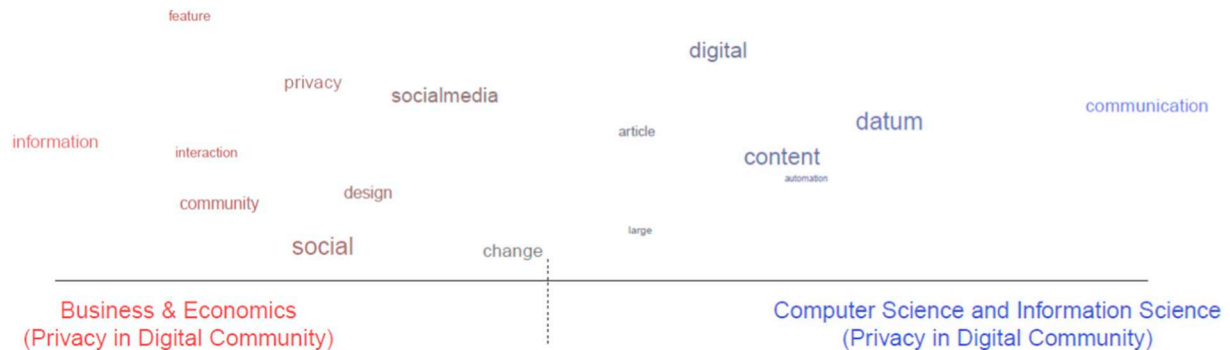 feature
digital
privacy
socialmedia
communication
datum
article
information
interaction
content
automation
design
community
large
social
change
Business & Economics
(Privacy in Digital Community)
Computer Science and Information Science
(Privacy in Digital Community)